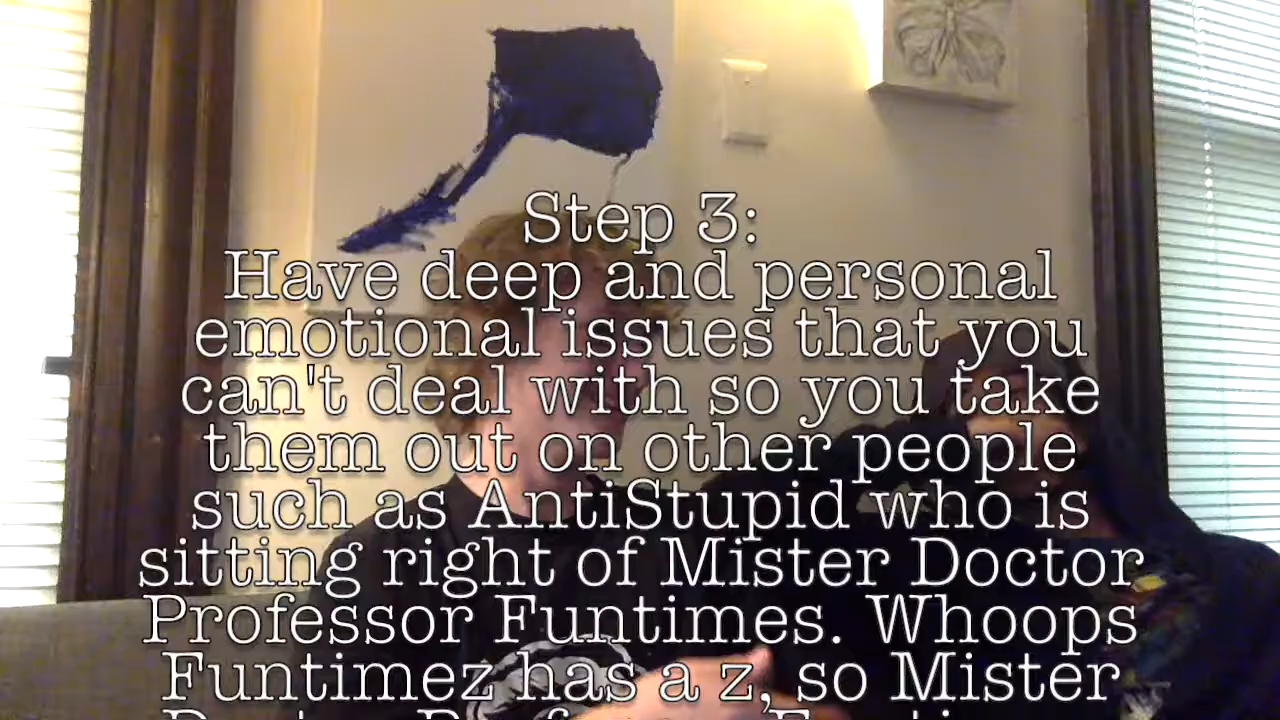 Step 3:
Have deep and personal
emotional issues that you
can't deal with so you take
them out on other people
such as AntiStupid who is
sitting right of Mister Doctor
Professor Funtimes. Whoops
Funtimez has a z, so Mister